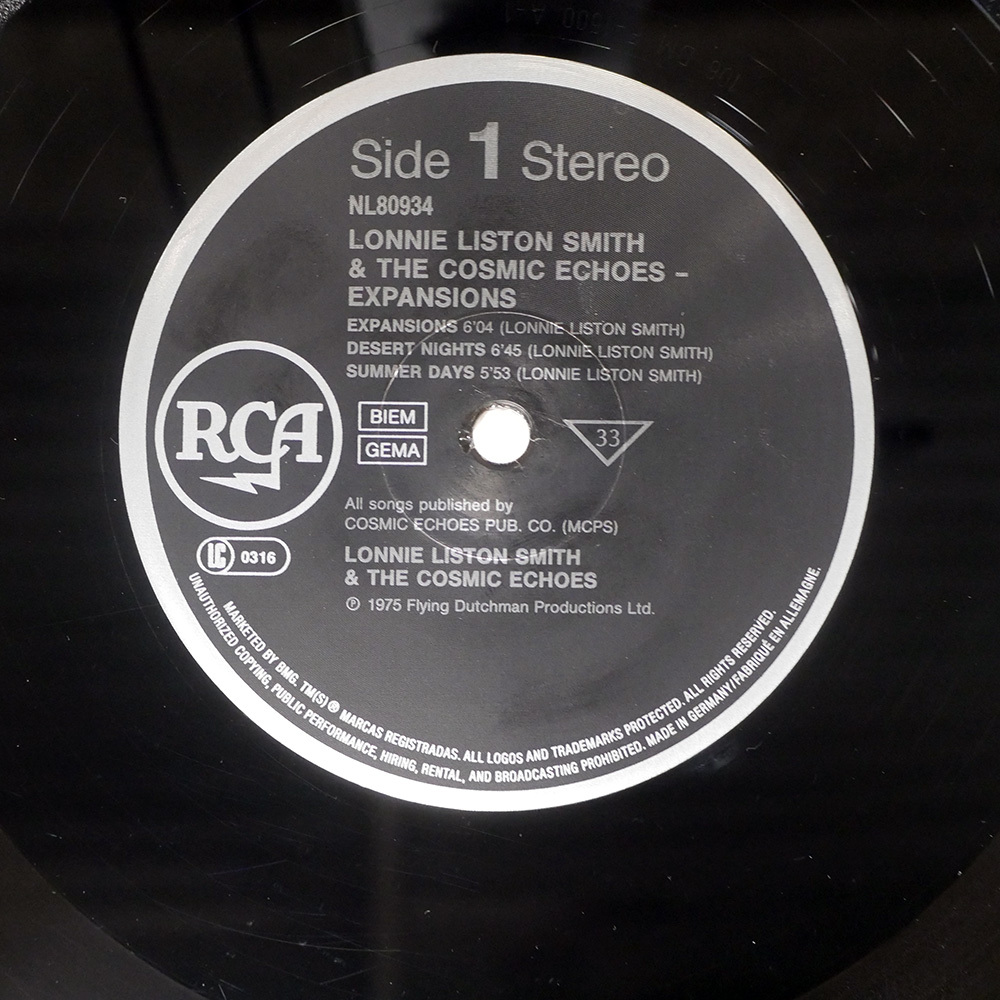 Side 1 Stereo
NL80934
LONNIE LISTON SMITH
& THE COSMIC ECHOES –
EXPANSIONS
EXPANSIONS 6'04 (LONNIE LISTON SMITH)
DESERT NIGHTS 6'45 (LONNIE LISTON SMITH)
SUMMER DAYS 5'53 (LONNIE LISTON SMITH)
RCA
BIEM
GEMA
33
All songs published by
COSMIC ECHOES PUB. CO. (MCPS)
LONNIE LISTON SMITH
& THE COSMIC ECHOES
LC 0316
℗ 1975 Flying Dutchman Productions Ltd.
MARKETED BY BMG. TM(S) ® MARCAS REGISTRADAS. ALL LOGOS AND TRADEMARKS PROTECTED. ALL RIGHTS RESERVED.
UNAUTHORIZED COPYING, PUBLIC PERFORMANCE, HIRING, RENTAL, AND BROADCASTING PROHIBITED. MADE IN GERMANY/FABRIQUÉ EN ALLEMAGNE.